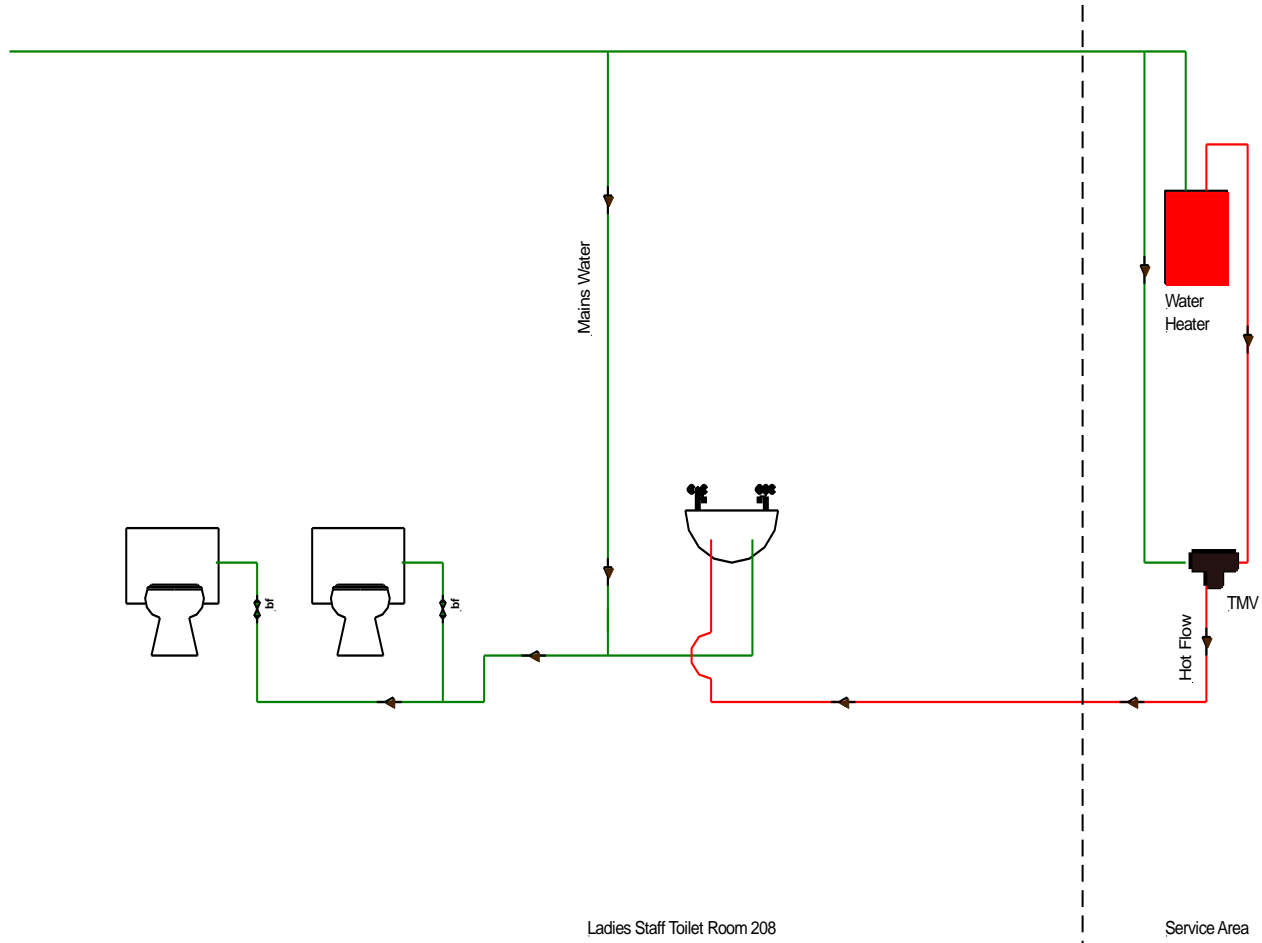 Mains Water
Water
Heater
bf
bf
TMV
Hot Flow
Ladies Staff Toilet Room 208
Service Area